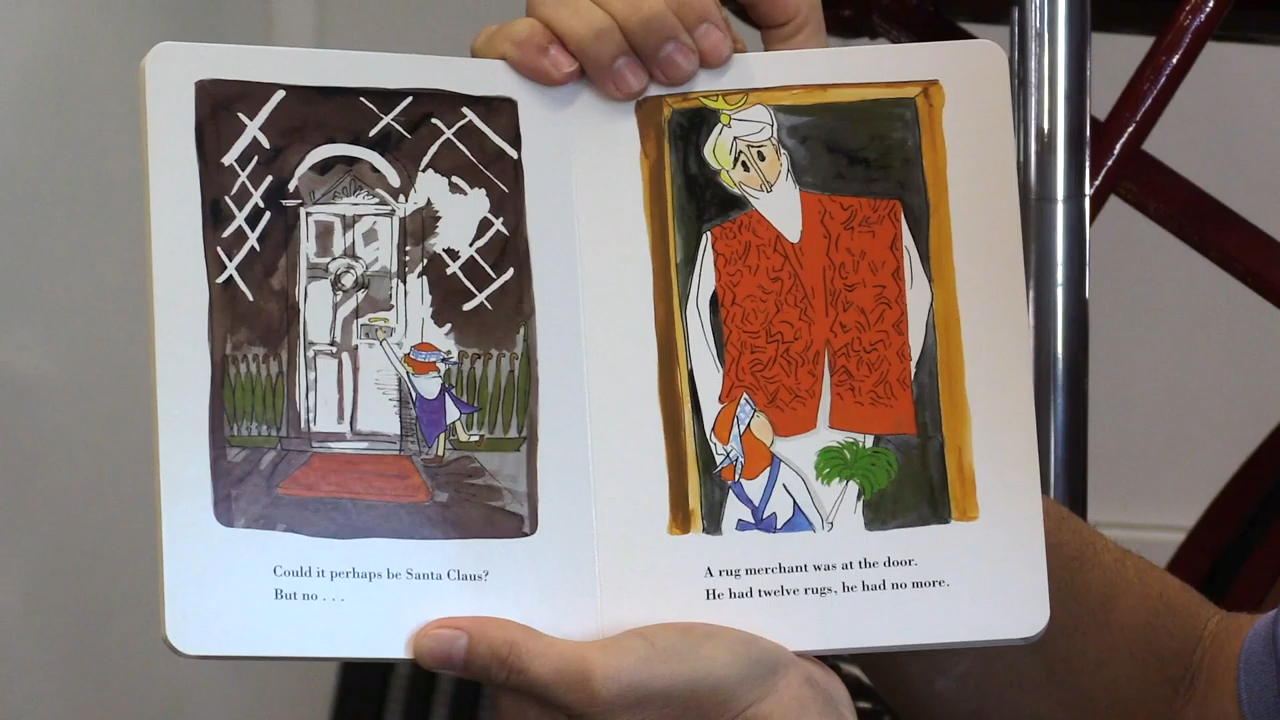 Could it perhaps be Santa Claus?
But no . . .
A rug merchant was at the door.
He had twelve rugs, he had no more.